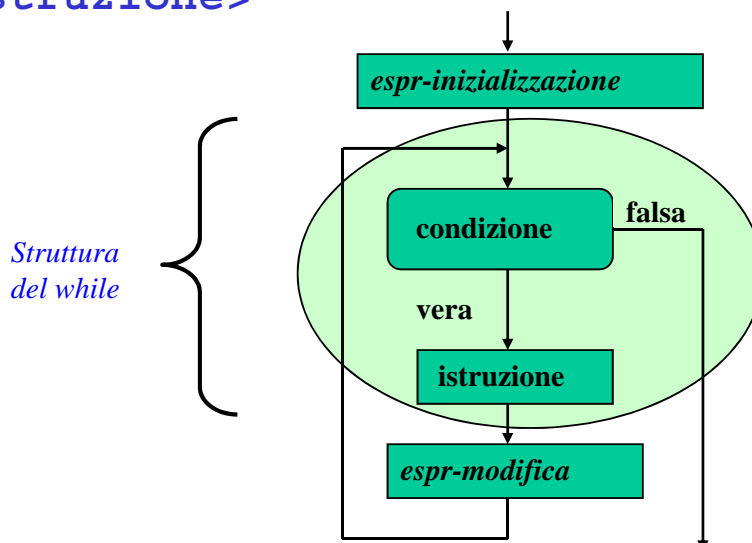 espr-inizializzazione
condizione
falsa
Struttura
del while
vera
istruzione
espr-modifica